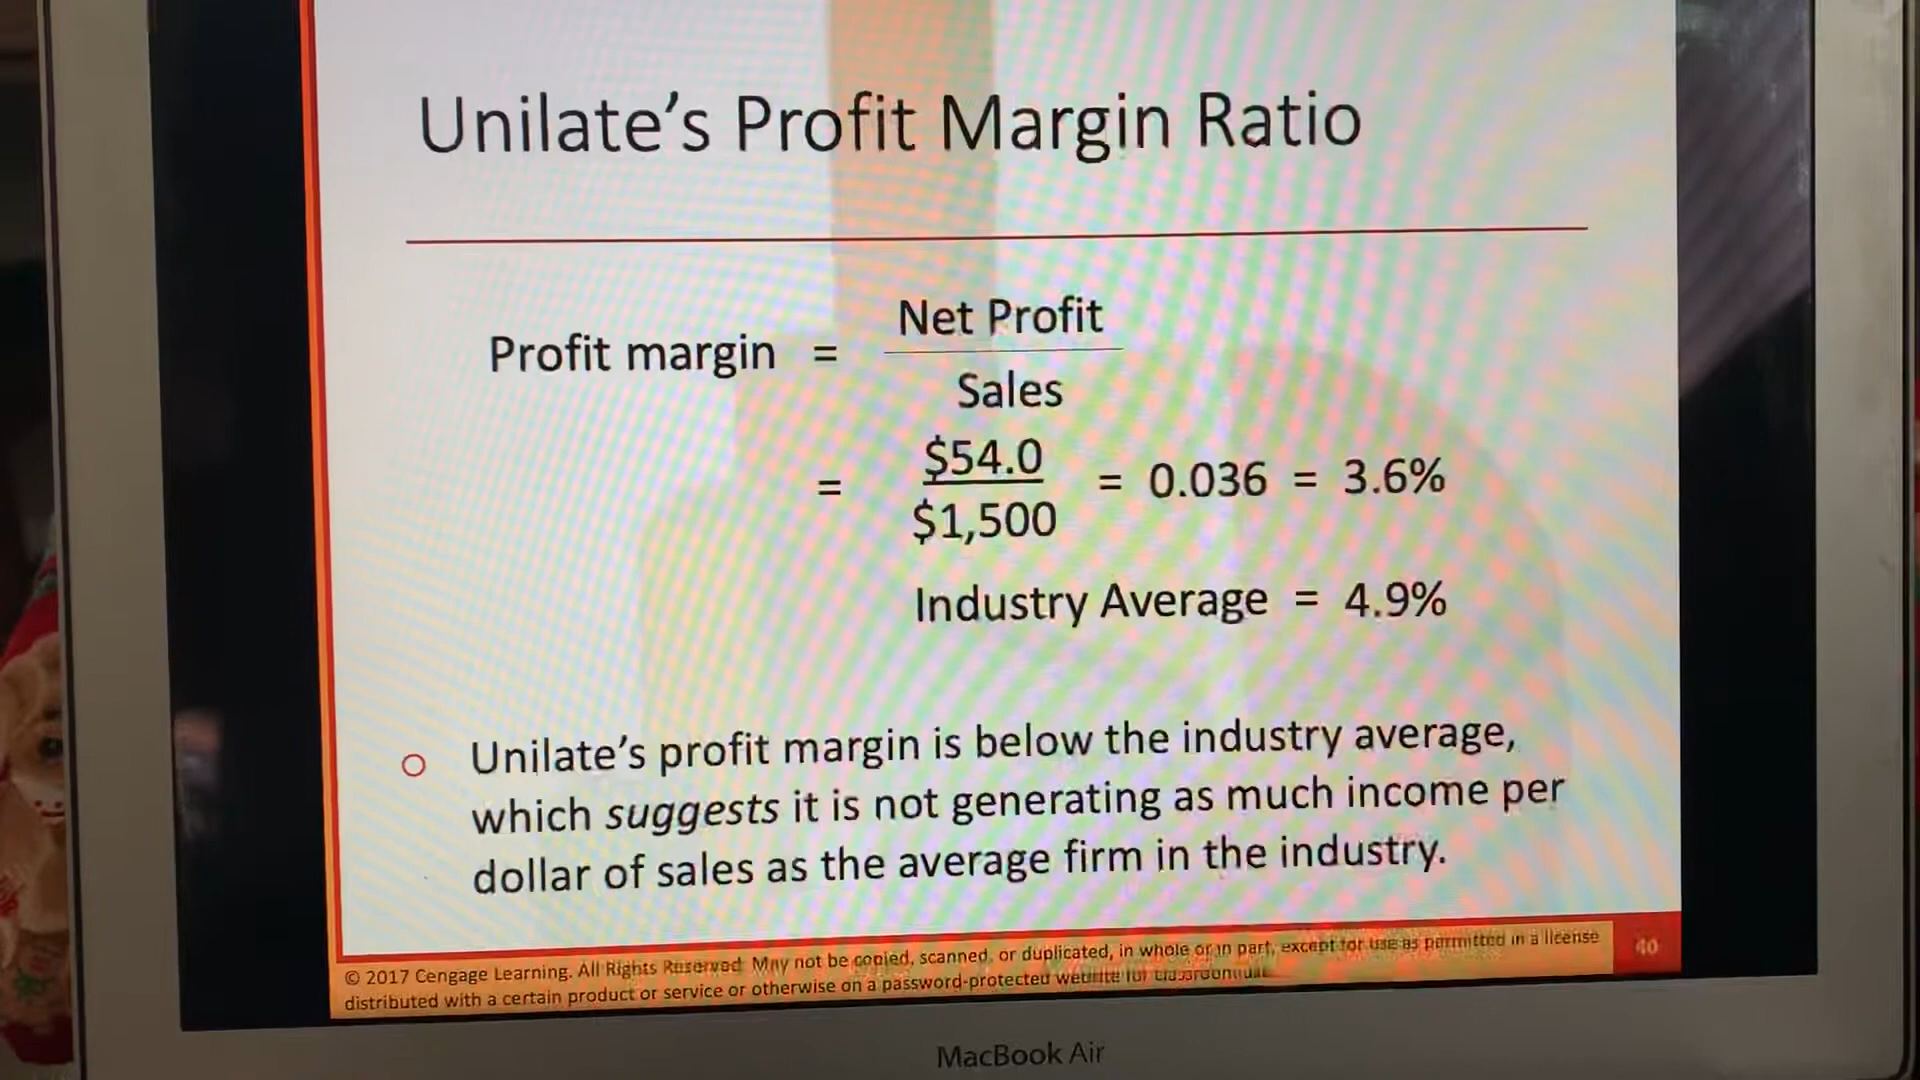 Unilate's Profit Margin Ratio
Net Profit
Profit margin =
Sales
$54.0
= = 0.036 = 3.6%
$1,500
Industry Average = 4.9%
○ Unilate's profit margin is below the industry average,
which suggests it is not generating as much income per
dollar of sales as the average firm in the industry.
© 2017 Cengage Learning. All Rights Reserved. May not be copied, scanned, or duplicated, in whole or in part, except for use as permitted in a license
distributed with a certain product or service or otherwise on a password-protected website for classroom use.
40
MacBook Air